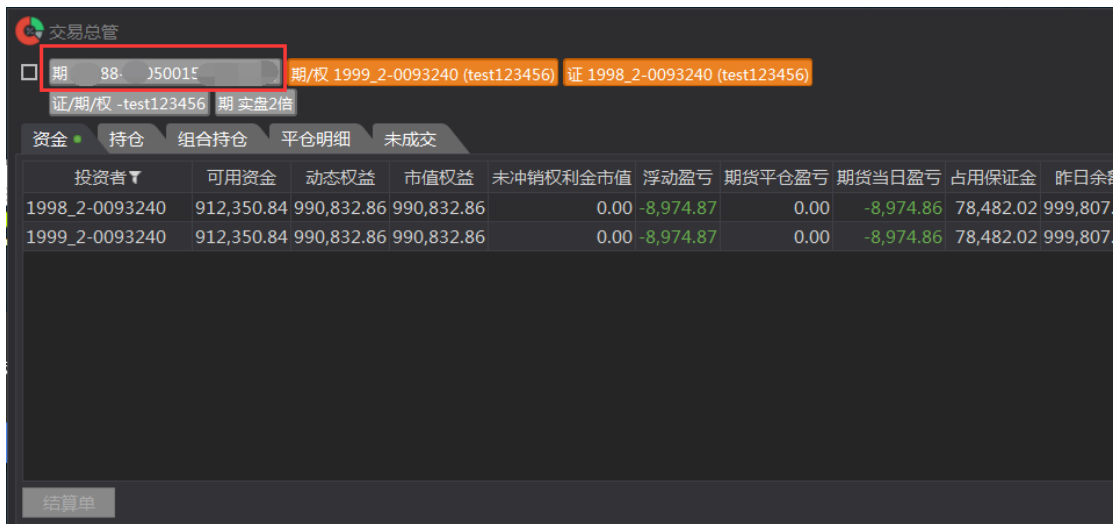 交易总管
期 88- 050015 期/权 1999_2-0093240 (test123456) 证 1998_2-0093240 (test123456)
证/期/权 -test123456 期 实盘2倍
资金 持仓 组合持仓 平仓明细 未成交
投资者 可用资金 动态权益 市值权益 未冲销权利金市值 浮动盈亏 期货平仓盈亏 期货当日盈亏 占用保证金 昨日余额
1998_2-0093240 912,350.84 990,832.86 990,832.86 0.00 -8,974.87 0.00 -8,974.86 78,482.02 999,807.
1999_2-0093240 912,350.84 990,832.86 990,832.86 0.00 -8,974.87 0.00 -8,974.86 78,482.02 999,807.
结算单